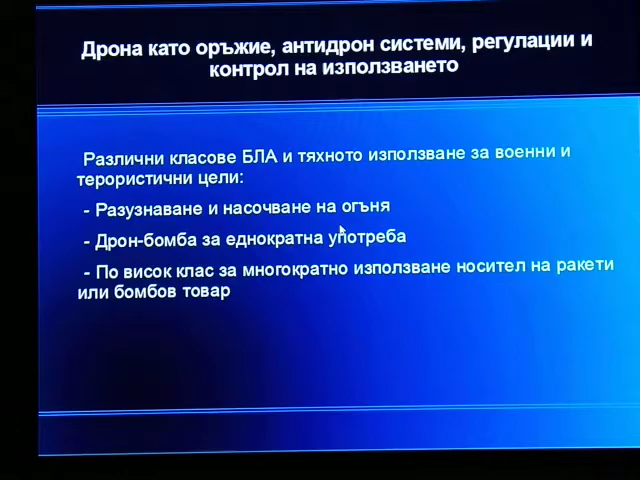 Дрона като оръжие, антидрон системи, регулации и
контрол на използването
Различни класове БЛА и тяхното използване за военни и
терористични цели:
- Разузнаване и насочване на огъня
- Дрон-бомба за еднократна употреба
- По висок клас за многократно използване носител на ракети
или бомбов товар